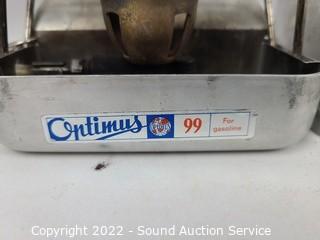 Optimus 99 For
gasoline
Copyright 2022 - Sound Auction Service